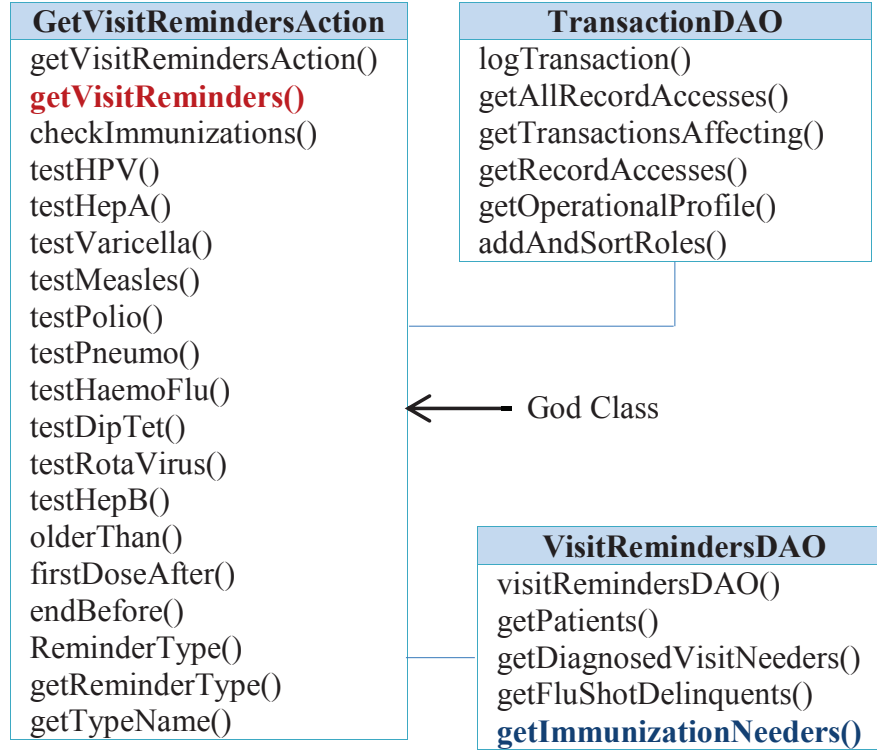 GetVisitRemindersAction
getVisitRemindersAction()
getVisitReminders()
checkImmunizations()
testHPV()
testHepA()
testVaricella()
testMeasles()
testPolio()
testPneumo()
testHaemoFlu()
testDipTet()
testRotaVirus()
testHepB()
olderThan()
firstDoseAfter()
endBefore()
ReminderType()
getReminderType()
getTypeName()
TransactionDAO
logTransaction()
getAllRecordAccesses()
getTransactionsAffecting()
getRecordAccesses()
getOperationalProfile()
addAndSortRoles()
God Class
VisitRemindersDAO
visitRemindersDAO()
getPatients()
getDiagnosedVisitNeeders()
getFluShotDelinquents()
getImmunizationNeeders()